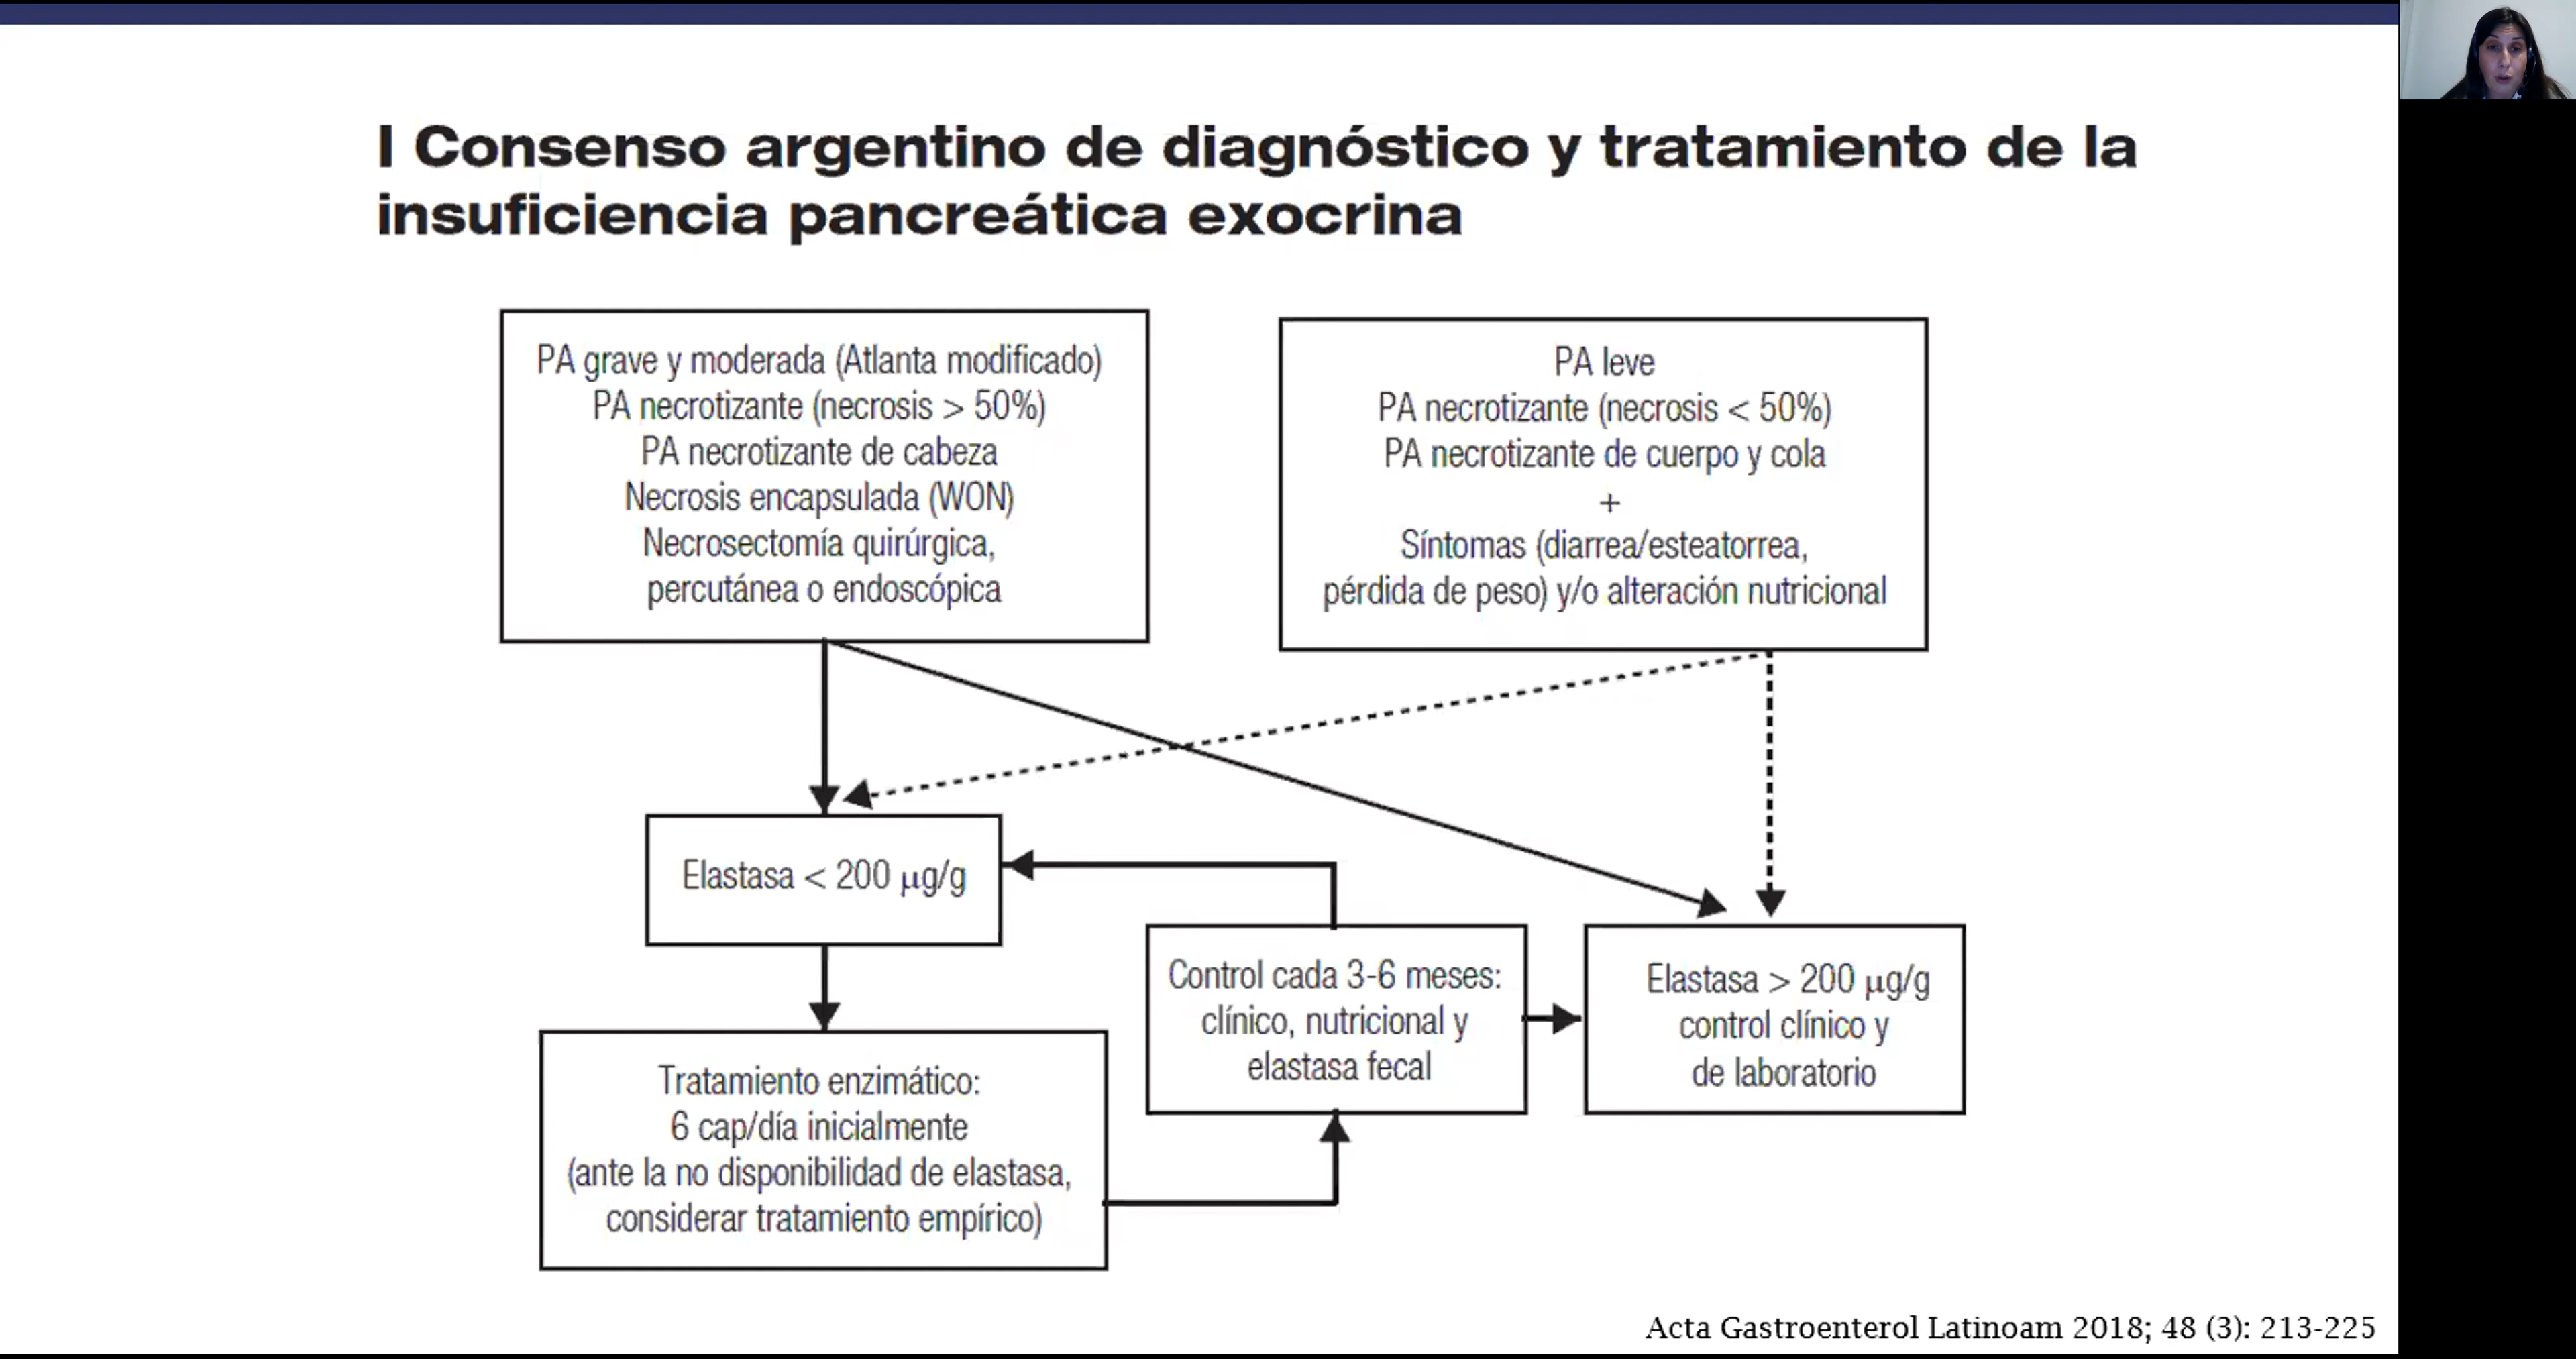 I Consenso argentino de diagnóstico y tratamiento de la
insuficiencia pancreática exocrina
PA grave y moderada (Atlanta modificado)
PA necrotizante (necrosis > 50%)
PA necrotizante de cabeza
Necrosis encapsulada (WON)
Necrosectomía quirúrgica,
percutánea o endoscópica
PA leve
PA necrotizante (necrosis < 50%)
PA necrotizante de cuerpo y cola
+
Síntomas (diarrea/esteatorrea,
pérdida de peso) y/o alteración nutricional
Elastasa < 200 µg/g
Control cada 3-6 meses:
clínico, nutricional y
elastasa fecal
Elastasa > 200 µg/g
control clínico y
de laboratorio
Tratamiento enzimático:
6 cap/día inicialmente
(ante la no disponibilidad de elastasa,
considerar tratamiento empírico)
Acta Gastroenterol Latinoam 2018; 48 (3): 213-225